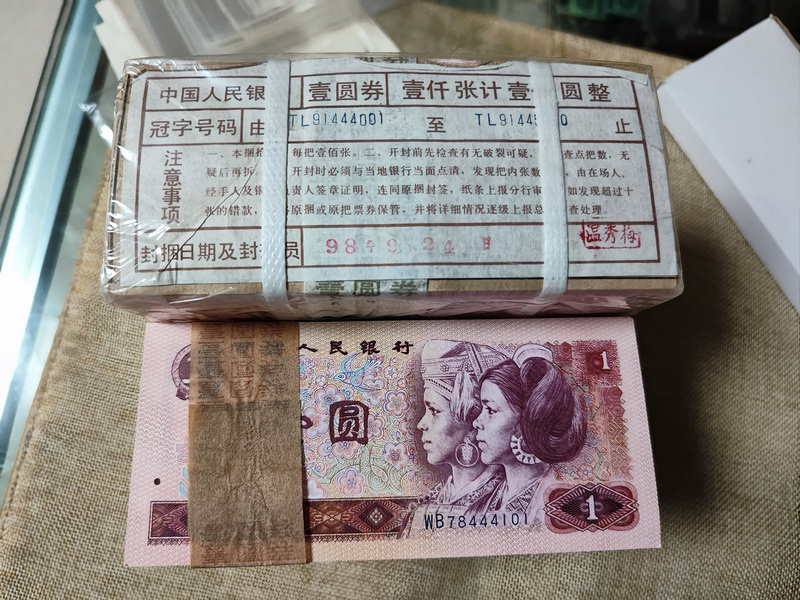 中国人民银 壹圆券 壹仟张计壹 圆整
冠字号码 由 TL91444001 至 TL9144 0 止
注意事项
一、本捆拾 每把壹佰张。二、开封前先检查有无破裂可疑, 查点把数,无
疑后再拆 开封时必须与当地银行当面点清,发现把内张数 由在场人、
经手人及银 负责人签章证明,连同原捆封签,纸条上报分行审 如发现超过十
张的错款, 原捆或原把票券保管,并将详细情况逐级上报总 查处理。
封捆日期及封 员 98年9 24 日 温秀梅
壹圆券
人民银行
1
圆
WB78444101
1